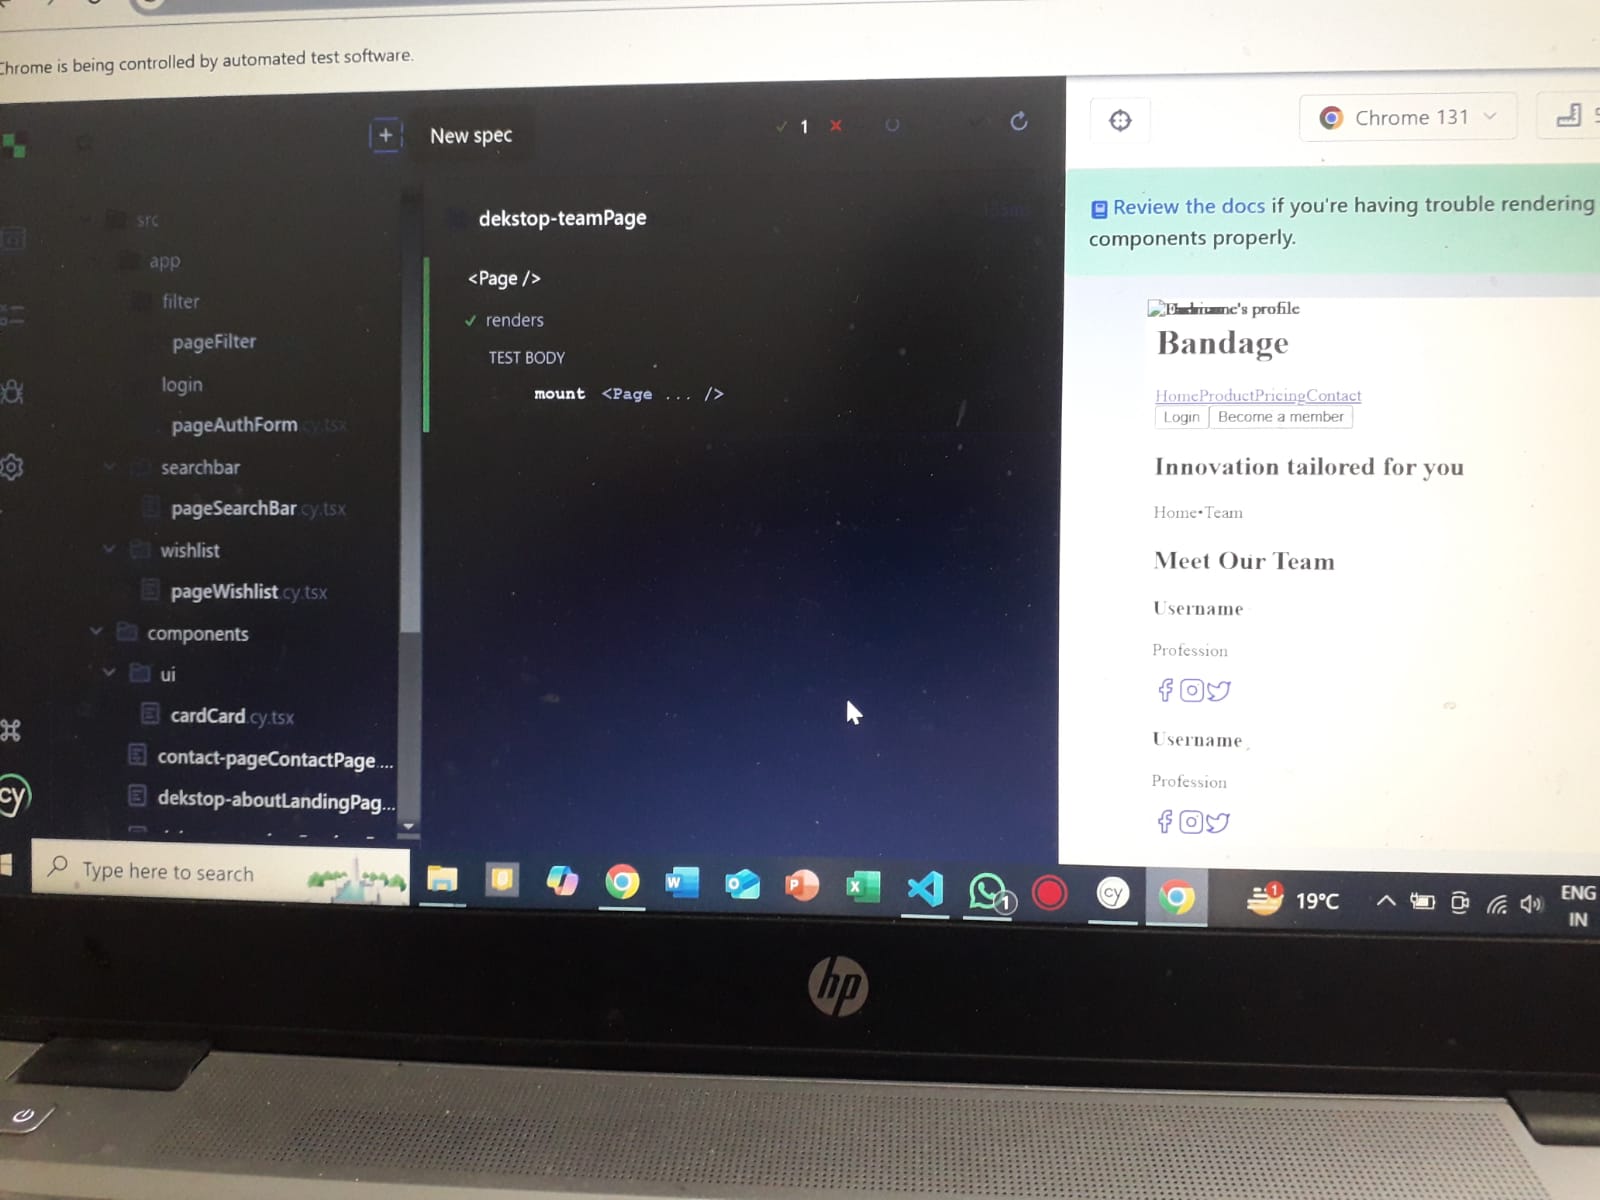 Chrome is being controlled by automated test software.
New spec
1
Chrome 131
src
app
filter
pageFilter
login
pageAuthForm.cy.tsx
searchbar
pageSearchBar.cy.tsx
wishlist
pageWishlist.cy.tsx
components
ui
cardCard.cy.tsx
contact-pageContactPage....
dekstop-aboutLandingPag...
dekstop-teamPage
<Page />
renders
TEST BODY
mount <Page ... />
Review the docs if you're having trouble rendering
components properly.
's profile
Bandage
HomeProductPricingContact
Login Become a member
Innovation tailored for you
Home•Team
Meet Our Team
Username
Profession
Username
Profession
cy
Type here to search
W
O
P
X
1
cy
1
19°C
ENG
IN
hp